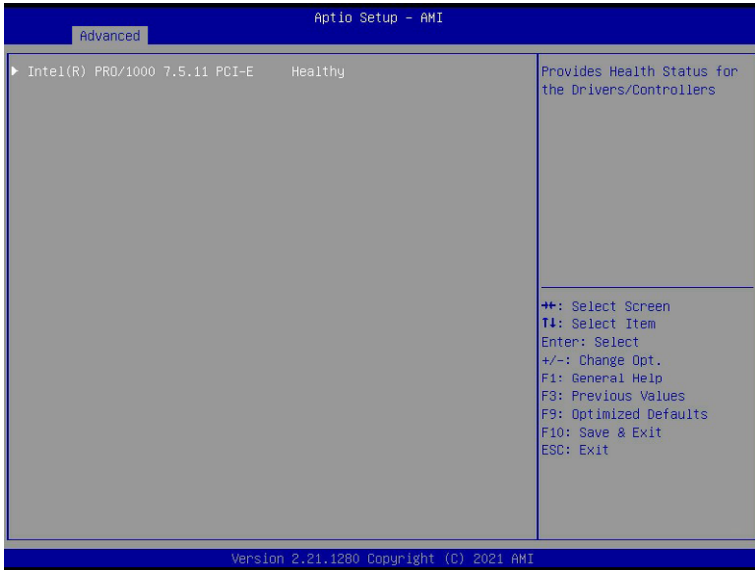 Aptio Setup – AMI
Advanced
▶ Intel(R) PRO/1000 7.5.11 PCI-E Healthy
Provides Health Status for
the Drivers/Controllers
→←: Select Screen
↑↓: Select Item
Enter: Select
+/-: Change Opt.
F1: General Help
F3: Previous Values
F9: Optimized Defaults
F10: Save & Exit
ESC: Exit
Version 2.21.1280 Copyright (C) 2021 AMI